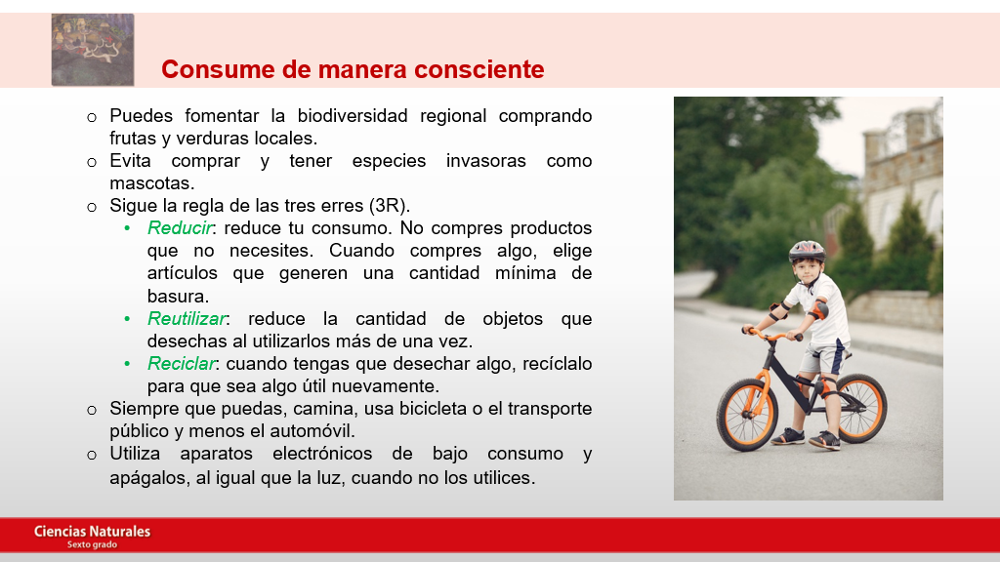 Consume de manera consciente
o Puedes fomentar la biodiversidad regional comprando
frutas y verduras locales.
o Evita comprar y tener especies invasoras como
mascotas.
o Sigue la regla de las tres erres (3R).
• Reducir: reduce tu consumo. No compres productos
que no necesites. Cuando compres algo, elige
artículos que generen una cantidad mínima de
basura.
• Reutilizar: reduce la cantidad de objetos que
desechas al utilizarlos más de una vez.
• Reciclar: cuando tengas que desechar algo, recíclalo
para que sea algo útil nuevamente.
o Siempre que puedas, camina, usa bicicleta o el transporte
público y menos el automóvil.
o Utiliza aparatos electrónicos de bajo consumo y
apágalos, al igual que la luz, cuando no los utilices.
Ciencias Naturales
Sexto grado